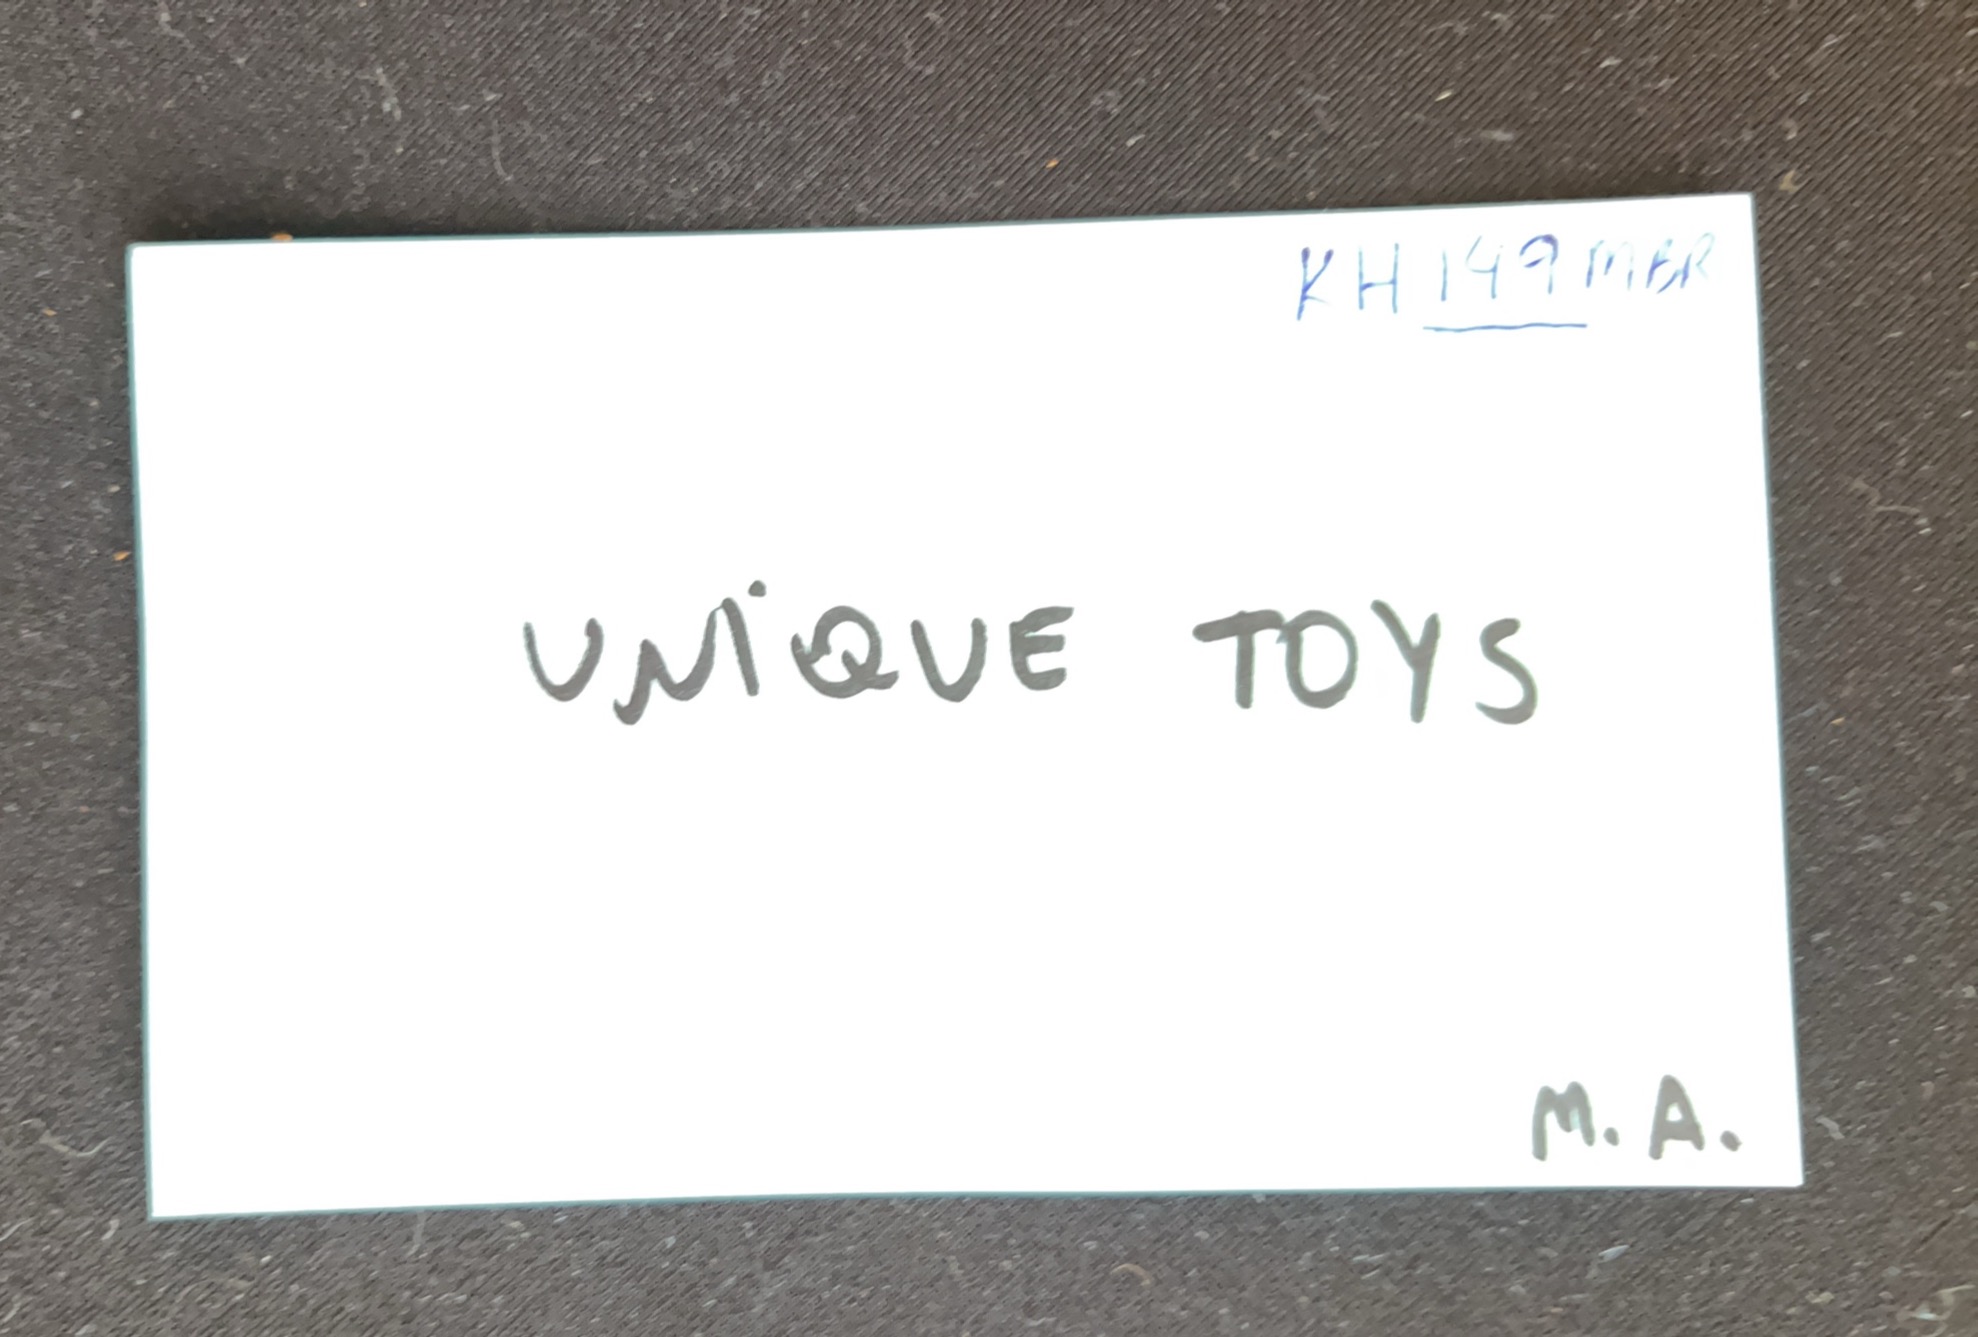 KH 149 MBR
UNiQUE TOYS
M. A.